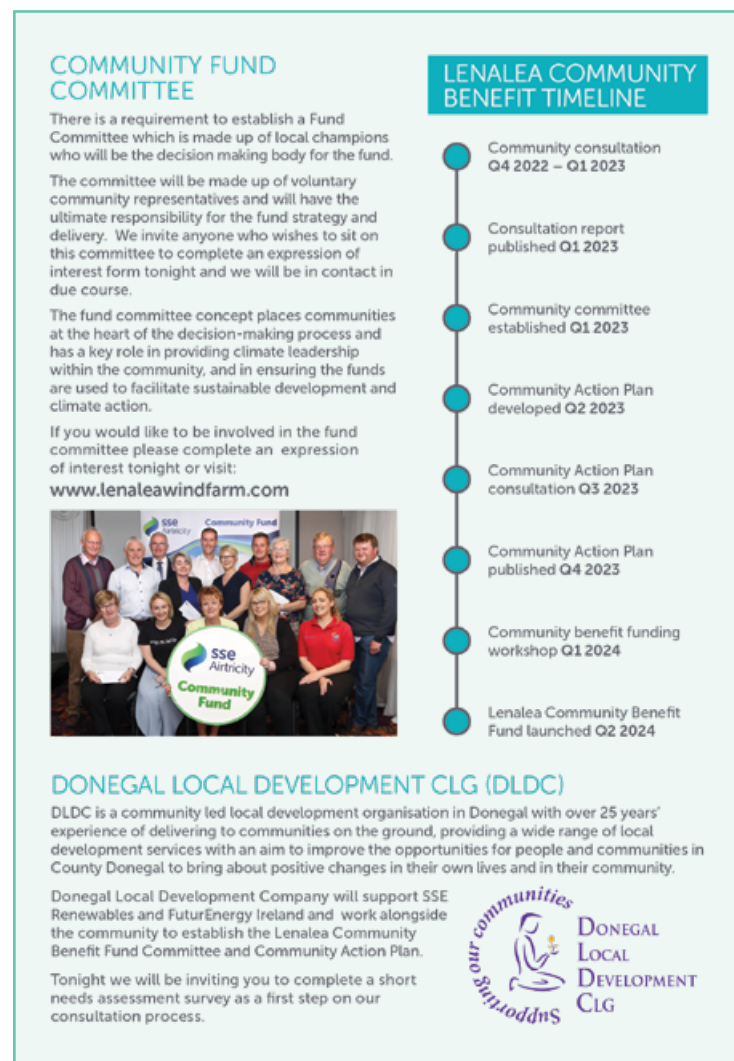 COMMUNITY FUND
COMMITTEE
There is a requirement to establish a Fund
Committee which is made up of local champions
who will be the decision making body for the fund.
The committee will be made up of voluntary
community representatives and will have the
ultimate responsibility for the fund strategy and
delivery. We invite anyone who wishes to sit on
this committee to complete an expression of
interest form tonight and we will be in contact in
due course.
The fund committee concept places communities
at the heart of the decision-making process and
has a key role in providing climate leadership
within the community, and in ensuring the funds
are used to facilitate sustainable development and
climate action.
If you would like to be involved in the fund
committee please complete an expression
of interest tonight or visit:
www.lenaleawindfarm.com
sse
Airtricity
Community Fund
sse
Airtricity
Community
Fund
LENALEA COMMUNITY
BENEFIT TIMELINE
Community consultation
Q4 2022 – Q1 2023
Consultation report
published Q1 2023
Community committee
established Q1 2023
Community Action Plan
developed Q2 2023
Community Action Plan
consultation Q3 2023
Community Action Plan
published Q4 2023
Community benefit funding
workshop Q1 2024
Lenalea Community Benefit
Fund launched Q2 2024
DONEGAL LOCAL DEVELOPMENT CLG (DLDC)
DLDC is a community led local development organisation in Donegal with over 25 years'
experience of delivering to communities on the ground, providing a wide range of local
development services with an aim to improve the opportunities for people and communities in
County Donegal to bring about positive changes in their own lives and in their community.
Donegal Local Development Company will support SSE
Renewables and FuturEnergy Ireland and work alongside
the community to establish the Lenalea Community
Benefit Fund Committee and Community Action Plan.
Tonight we will be inviting you to complete a short
needs assessment survey as a first step on our
consultation process.
Supporting our communities
DONEGAL
LOCAL
DEVELOPMENT
CLG